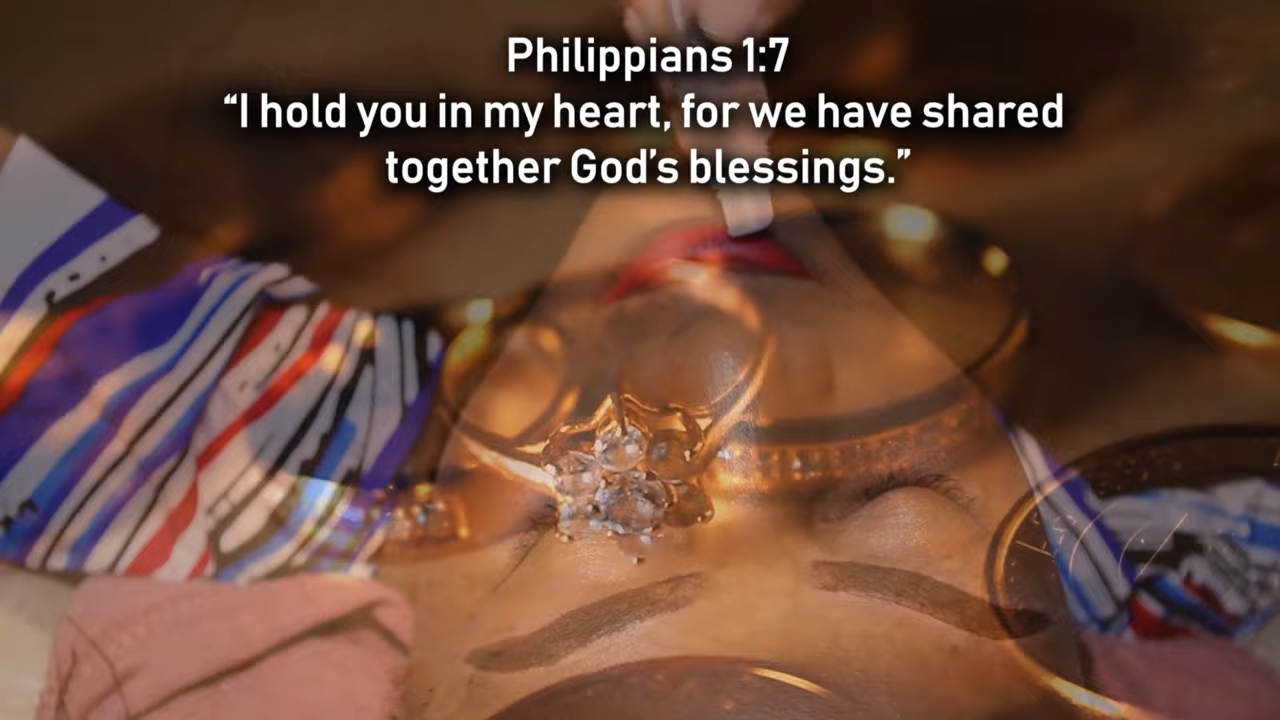 Philippians 1:7
“I hold you in my heart, for we have shared
together God’s blessings.”